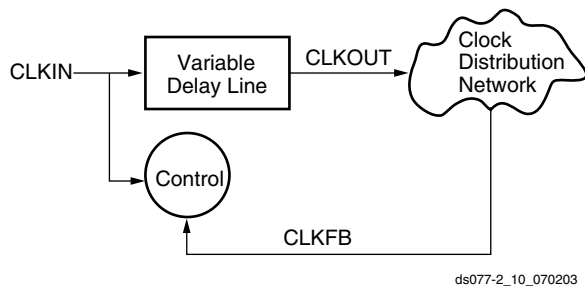 CLKIN
Variable
Delay Line
CLKOUT
Clock
Distribution
Network
Control
CLKFB
ds077-2_10_070203